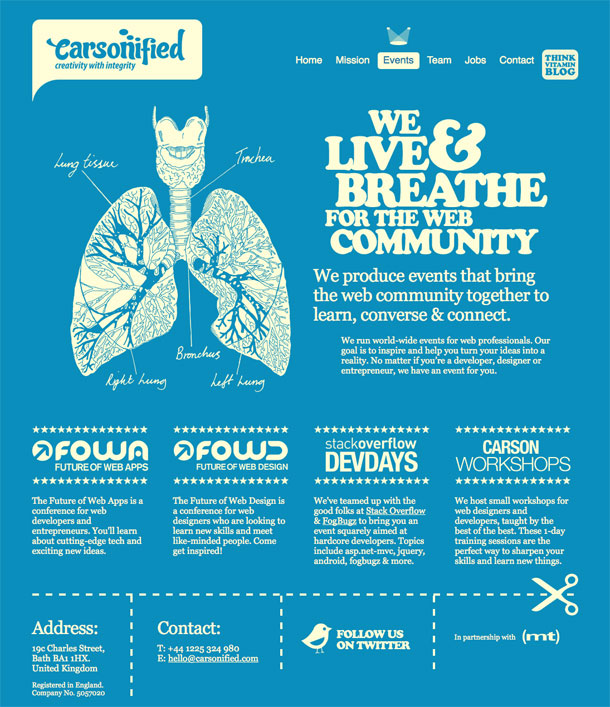 Carsonified
creativity with integrity
Home Mission Events Team Jobs Contact
THINK
VITAMIN
BLOG
Lung tissue
Trachea
Bronchus
Right Lung
Left Lung
WE
LIVE &
BREATHE
FOR THE WEB
COMMUNITY
We produce events that bring
the web community together to
learn, converse & connect.
We run world-wide events for web professionals. Our
goal is to inspire and help you turn your ideas into a
reality. No matter if you're a developer, designer or
entrepreneur, we have an event for you.
FOWA
FUTURE OF WEB APPS
The Future of Web Apps is a
conference for web
developers and
entrepreneurs. You'll learn
about cutting-edge tech and
exciting new ideas.
FOWD
FUTURE OF WEB DESIGN
The Future of Web Design is
a conference for web
designers who are looking to
learn new skills and meet
like-minded people. Come
get inspired!
stackoverflow
DEVDAYS
We've teamed up with the
good folks at Stack Overflow
& FogBugz to bring you an
event squarely aimed at
hardcore developers. Topics
include asp.net-mvc, jquery,
android, fogbugz & more.
CARSON
WORKSHOPS
We host small workshops for
web designers and
developers, taught by the
best of the best. These 1-day
training sessions are the
perfect way to sharpen your
skills and learn new things.
Address:
19c Charles Street,
Bath BA1 1HX.
United Kingdom
Registered in England.
Company No. 5057020
Contact:
T: +44 1225 324 980
E: hello@carsonified.com
FOLLOW US
ON TWITTER
In partnership with (mt)